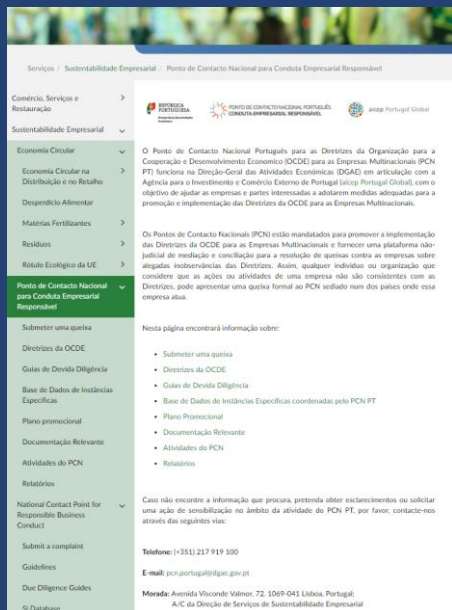 Serviços / Sustentabilidade Empresarial / Ponto de Contacto Nacional para Conduta Empresarial Responsável
Comércio, Serviços e
Restauração
Sustentabilidade Empresarial
Economia Circular
Economia Circular na
Distribuição e no Retalho
Desperdício Alimentar
Matérias Fertilizantes
Resíduos
Rótulo Ecológico da UE
Ponto de Contacto Nacional
para Conduta Empresarial
Responsável
Submeter uma queixa
Diretrizes da OCDE
Guias de Devida Diligência
Base de Dados de Instâncias
Específicas
Plano promocional
Documentação Relevante
Atividades do PCN
Relatórios
National Contact Point for
Responsible Business
Conduct
Submit a complaint
Guidelines
Due Diligence Guides
SI Database
REPÚBLICA
PORTUGUESA
PONTO DE CONTACTO NACIONAL PORTUGUÊS
CONDUTA EMPRESARIAL RESPONSÁVEL
aicep Portugal Global
O Ponto de Contacto Nacional Português para as Diretrizes da Organização para a
Cooperação e Desenvolvimento Economico (OCDE) para as Empresas Multinacionais (PCN
PT) funciona na Direção-Geral das Atividades Económicas (DGAE) em articulação com a
Agência para o Investimento e Comércio Externo de Portugal (aicep Portugal Global), com o
objetivo de ajudar as empresas e partes interessadas a adotarem medidas adequadas para a
promoção e implementação das Diretrizes da OCDE para as Empresas Multinacionais.
Os Pontos de Contacto Nacionais (PCN) estão mandatados para promover a implementação
das Diretrizes da OCDE para as Empresas Multinacionais e fornecer uma plataforma não-
judicial de mediação e conciliação para a resolução de queixas contra as empresas sobre
alegadas inobservâncias das Diretrizes. Assim, qualquer indivíduo ou organização que
considere que as ações ou atividades de uma empresa não são consistentes com as
Diretrizes, pode apresentar uma queixa formal ao PCN sediado num dos países onde essa
empresa atua.
Nesta página encontrará informação sobre:
• Submeter uma queixa
• Diretrizes da OCDE
• Guias de Devida Diligência
• Base de Dados de Instâncias Específicas coordenadas pelo PCN PT
• Plano Promocional
• Documentação Relevante
• Atividades do PCN
• Relatórios
Caso não encontre a informação que procura, pretenda obter esclarecimentos ou solicitar
uma ação de sensibilização no âmbito da atividade do PCN PT, por favor, contacte-nos
através das seguintes vias:
Telefone: (+351) 217 919 100
E-mail: pcn.portugal@dgae.gov.pt
Morada: Avenida Visconde Valmor, 72, 1069-041 Lisboa, Portugal;
A/C da Direção de Serviços de Sustentabilidade Empresarial